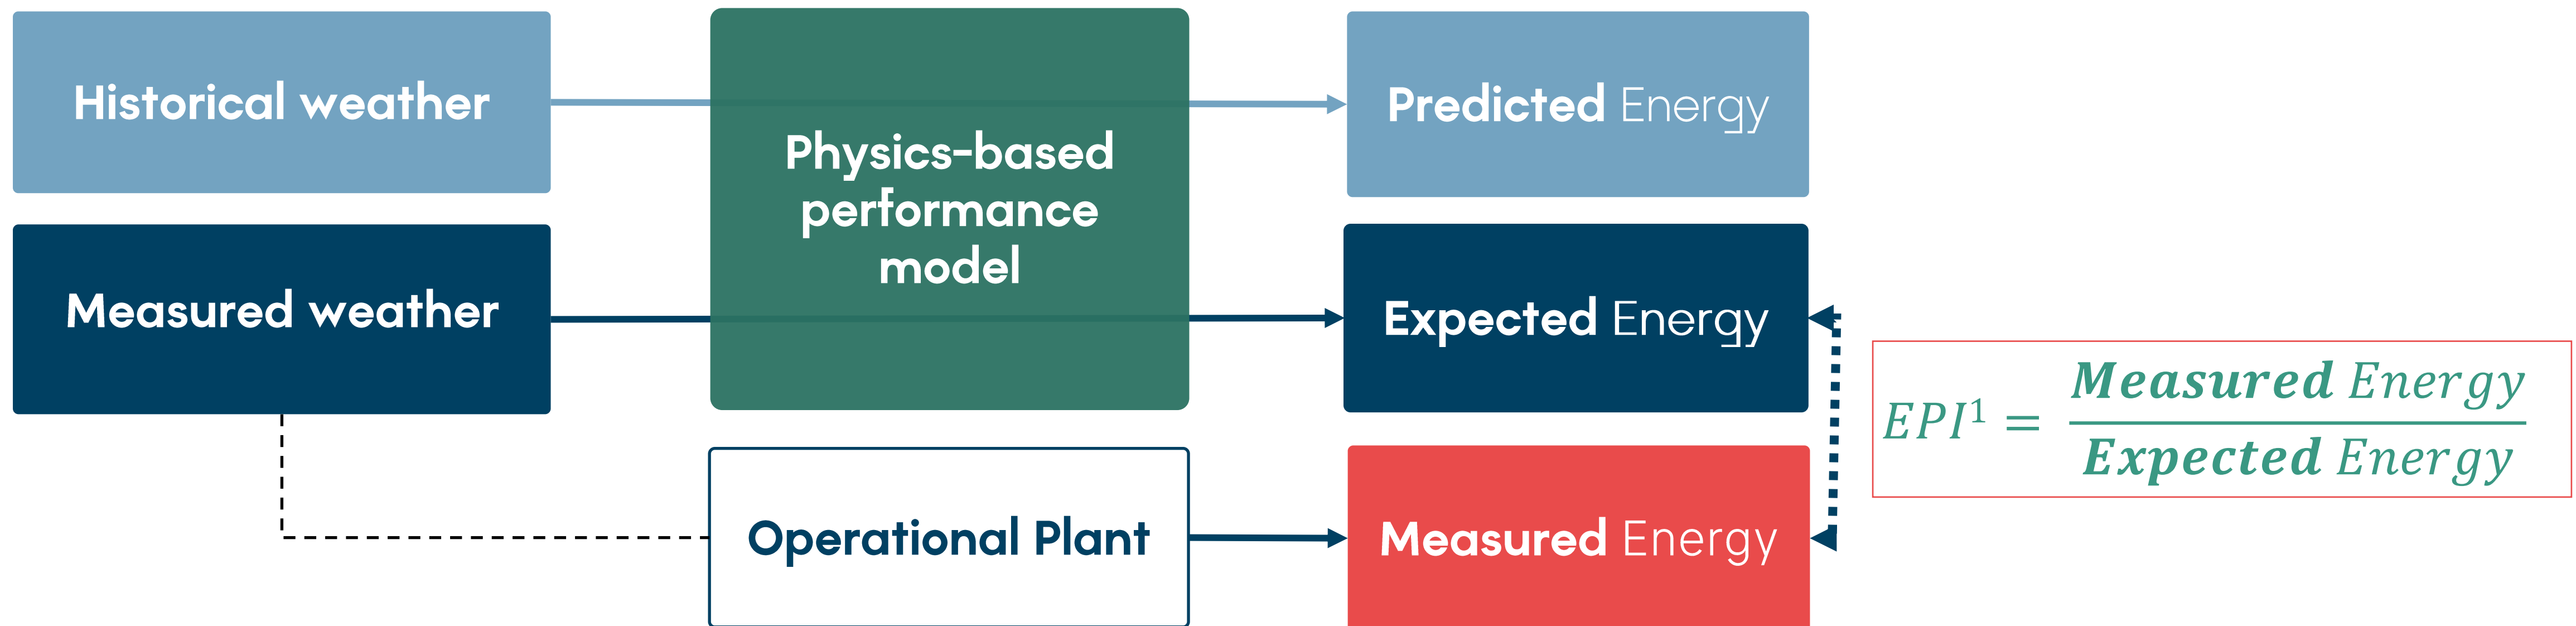 Historical weather
Physics-based
performance
model
Predicted Energy
Measured weather
Expected Energy
EPI¹ = Measured Energy
Expected Energy
Operational Plant
Measured Energy